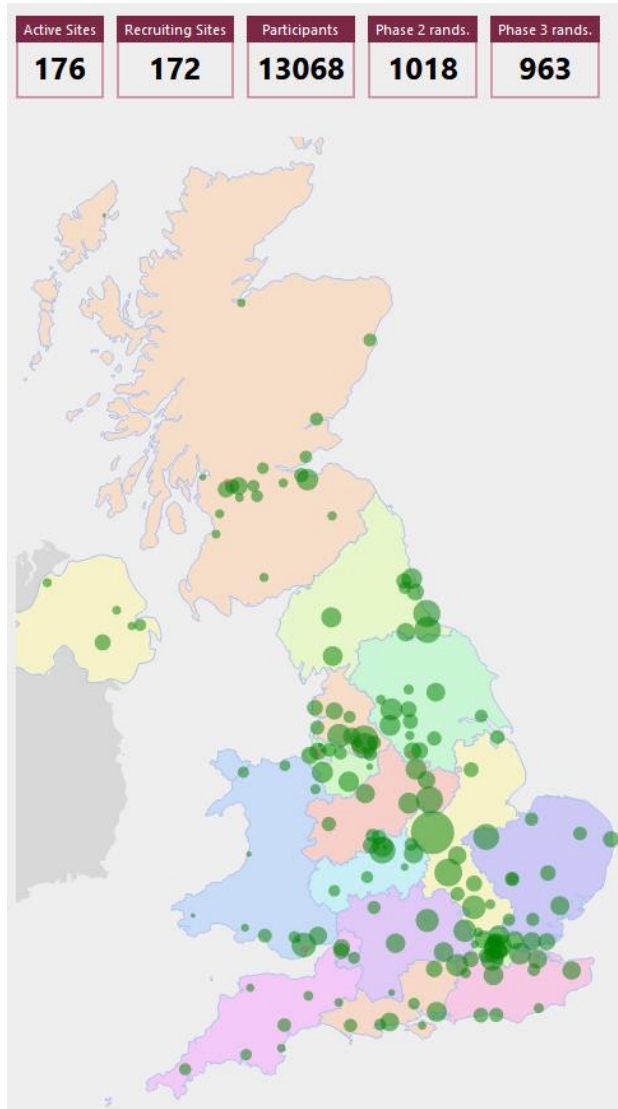 Active Sites Recruiting Sites Participants Phase 2 rands. Phase 3 rands.
176 172 13068 1018 963